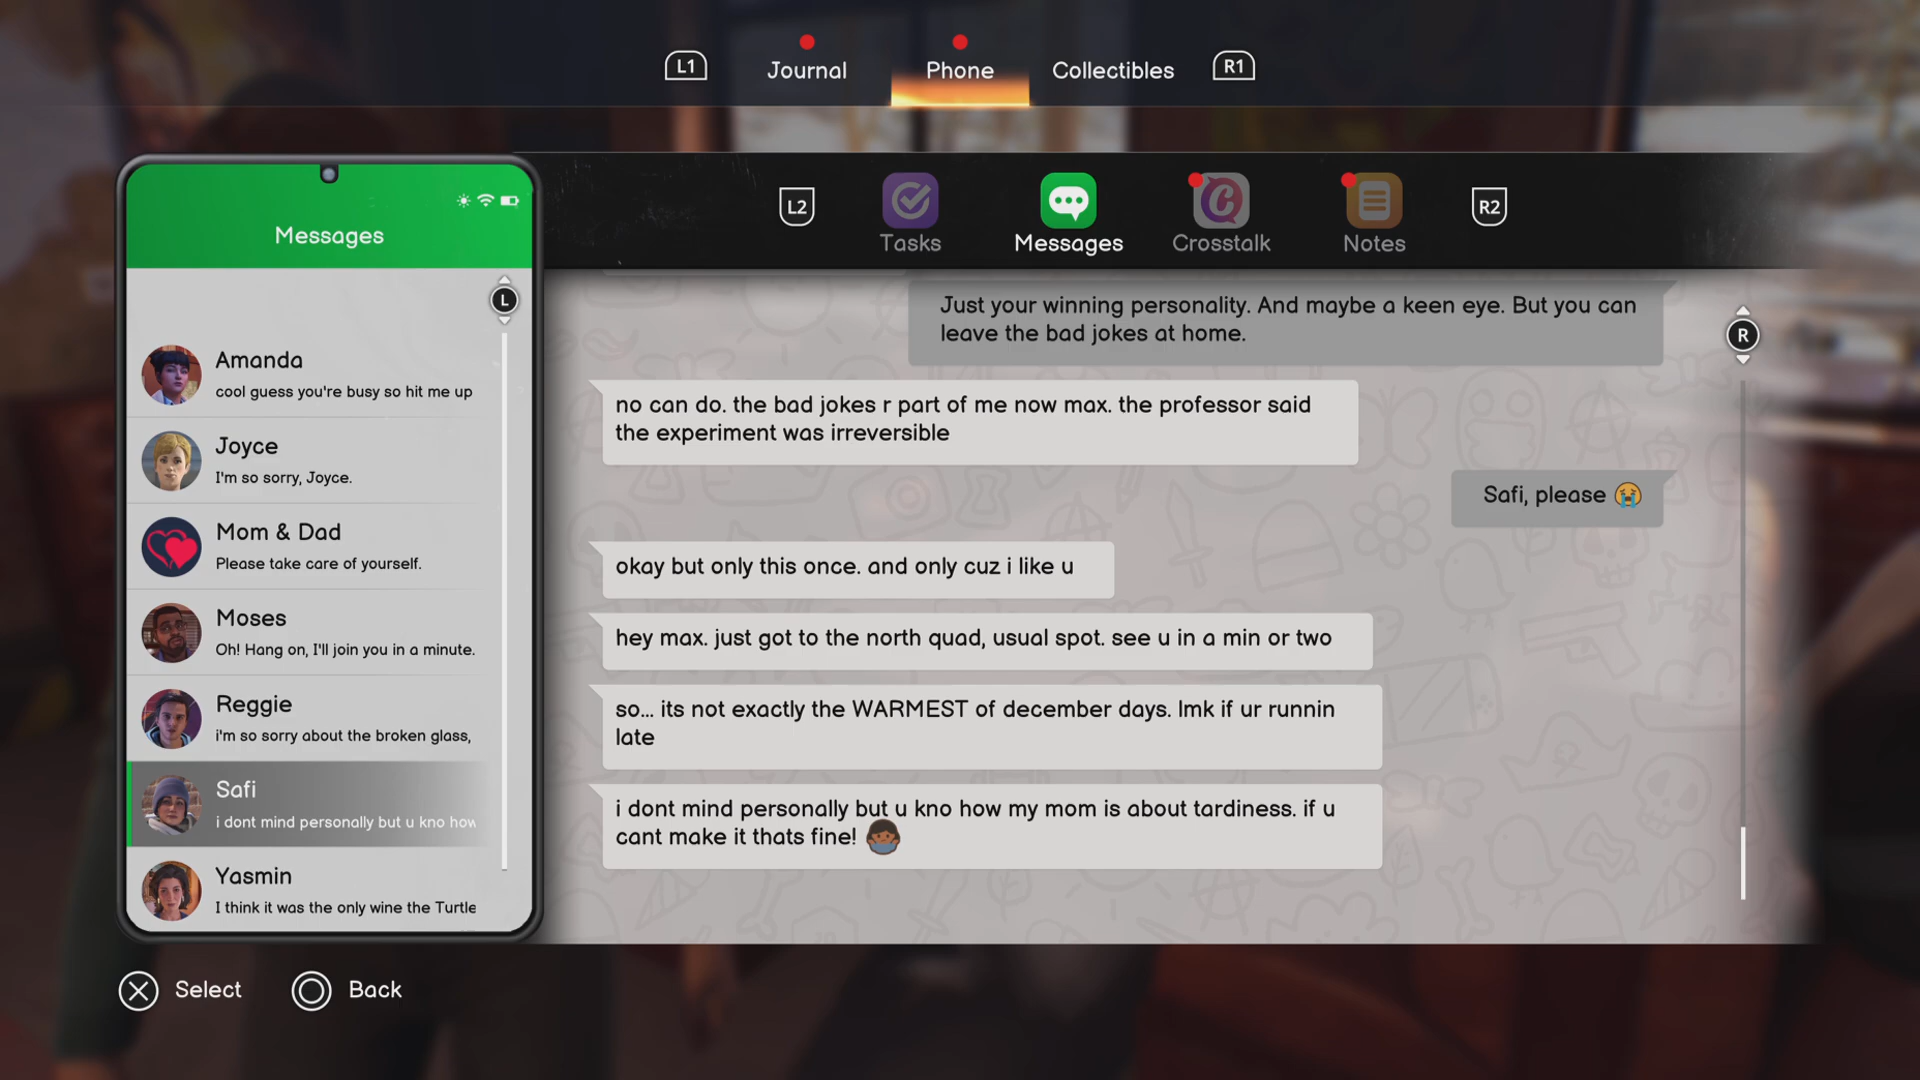 L1
Journal
Phone
Collectibles
R1
L2
Tasks
Messages
Crosstalk
Notes
R2
Messages
L
Amanda
cool guess you're busy so hit me up
Joyce
I'm so sorry, Joyce.
Mom & Dad
Please take care of yourself.
Moses
Oh! Hang on, I'll join you in a minute.
Reggie
i'm so sorry about the broken glass,
Safi
i dont mind personally but u kno how
Yasmin
I think it was the only wine the Turtle
Just your winning personality. And maybe a keen eye. But you can
leave the bad jokes at home.
R
no can do. the bad jokes r part of me now max. the professor said
the experiment was irreversible
Safi, please 😭
okay but only this once. and only cuz i like u
hey max. just got to the north quad, usual spot. see u in a min or two
so... its not exactly the WARMEST of december days. lmk if ur runnin
late
i dont mind personally but u kno how my mom is about tardiness. if u
cant make it thats fine!
Select
Back